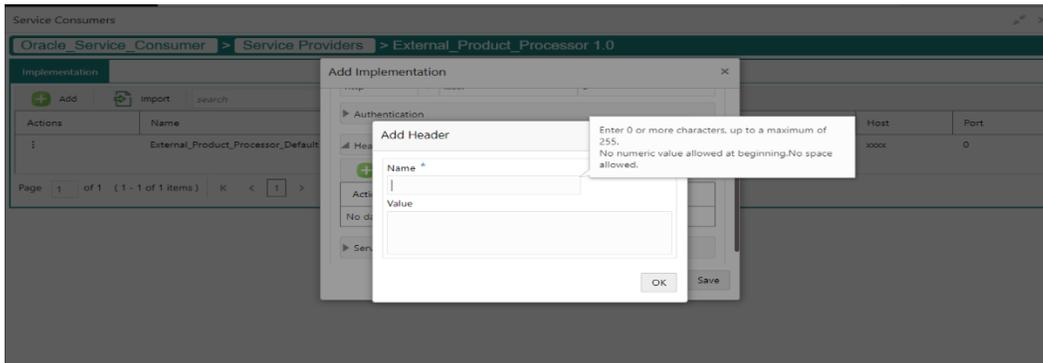 Service Consumers
Oracle_Service_Consumer > Service Providers > External_Product_Processor 1.0
Implementation
Add Implementation
Add Import search
Authentication
Actions Name Host Port
External_Product_Processor_Default
xxxx 0
Page 1 of 1 (1 - 1 of 1 items) K < 1 >
Add Header
Enter 0 or more characters, up to a maximum of
255.
No numeric value allowed at beginning.No space
allowed.
Name *
Value
OK
Save